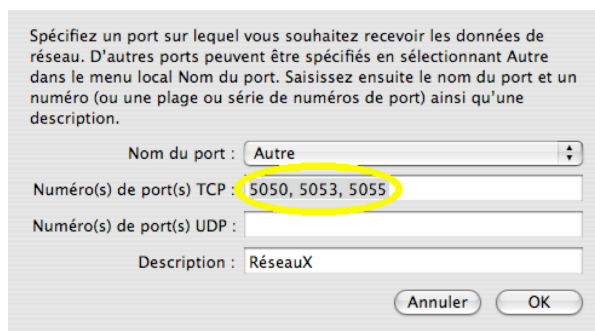 Spécifiez un port sur lequel vous souhaitez recevoir les données de
réseau. D'autres ports peuvent être spécifiés en sélectionnant Autre
dans le menu local Nom du port. Saisissez ensuite le nom du port et un
numéro (ou une plage ou série de numéros de port) ainsi qu'une
description.
Nom du port : Autre
Numéro(s) de port(s) TCP : 5050, 5053, 5055
Numéro(s) de port(s) UDP :
Description : RéseauX
Annuler OK